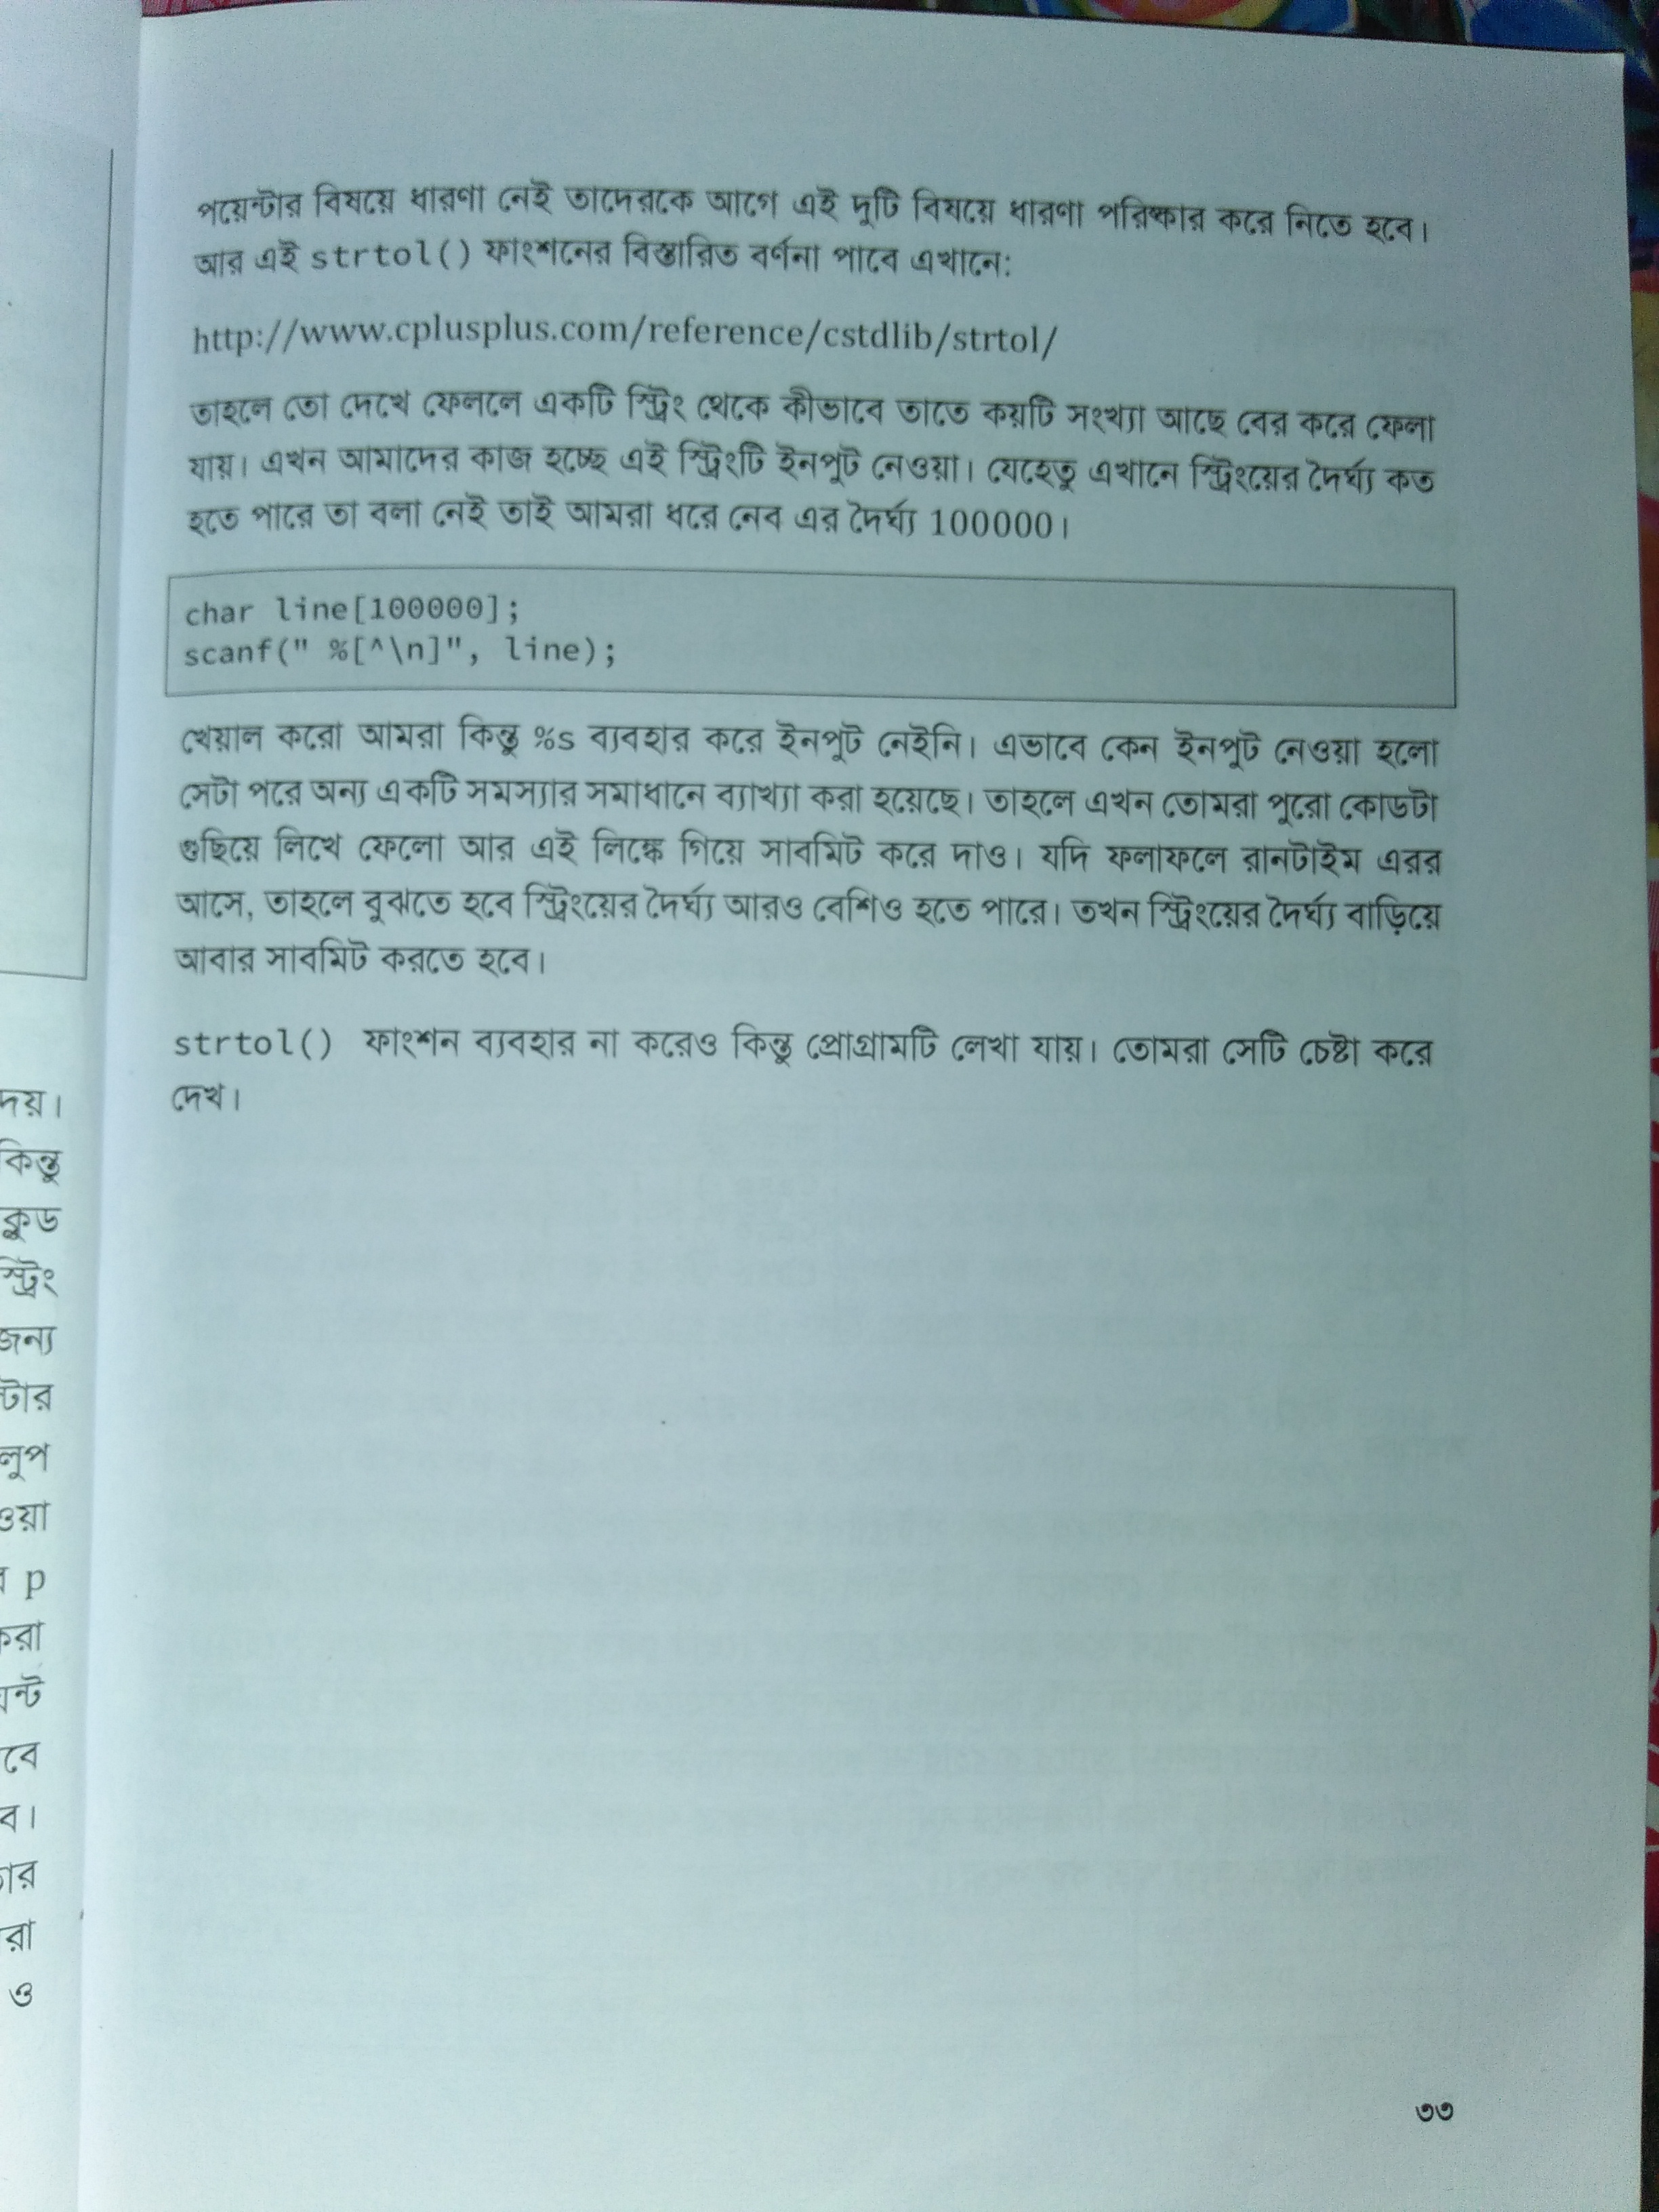 পয়েন্টার বিষয়ে ধারণা নেই তাদেরকে আগে এই দুটি বিষয়ে ধারণা পরিষ্কার করে নিতে হবে।
আর এই strtol() ফাংশনের বিস্তারিত বর্ণনা পাবে এখানে:
http://www.cplusplus.com/reference/cstdlib/strtol/
তাহলে তো দেখে ফেললে একটি স্ট্রিং থেকে কীভাবে তাতে কয়টি সংখ্যা আছে বের করে ফেলা
যায়। এখন আমাদের কাজ হচ্ছে এই স্ট্রিংটি ইনপুট নেওয়া। যেহেতু এখানে স্ট্রিংয়ের দৈর্ঘ্য কত
হতে পারে তা বলা নেই তাই আমরা ধরে নেব এর দৈর্ঘ্য 100000।
char line[100000];
scanf(" %[^\n]", line);
খেয়াল করো আমরা কিন্তু %s ব্যবহার করে ইনপুট নেইনি। এভাবে কেন ইনপুট নেওয়া হলো
সেটা পরে অন্য একটি সমস্যার সমাধানে ব্যাখ্যা করা হয়েছে। তাহলে এখন তোমরা পুরো কোডটা
গুছিয়ে লিখে ফেলো আর এই লিঙ্কে গিয়ে সাবমিট করে দাও। যদি ফলাফলে রানটাইম এরর
আসে, তাহলে বুঝতে হবে স্ট্রিংয়ের দৈর্ঘ্য আরও বেশিও হতে পারে। তখন স্ট্রিংয়ের দৈর্ঘ্য বাড়িয়ে
আবার সাবমিট করতে হবে।
strtol() ফাংশন ব্যবহার না করেও কিন্তু প্রোগ্রামটি লেখা যায়। তোমরা সেটি চেষ্টা করে
দেখ।
দয়।
কিন্তু
ক্লুড
স্ট্রিং
জন্য
ন্টার
লুপ
ওয়া
p
করা
মেন্ট
বে
ব।
রা
ও
৩৩